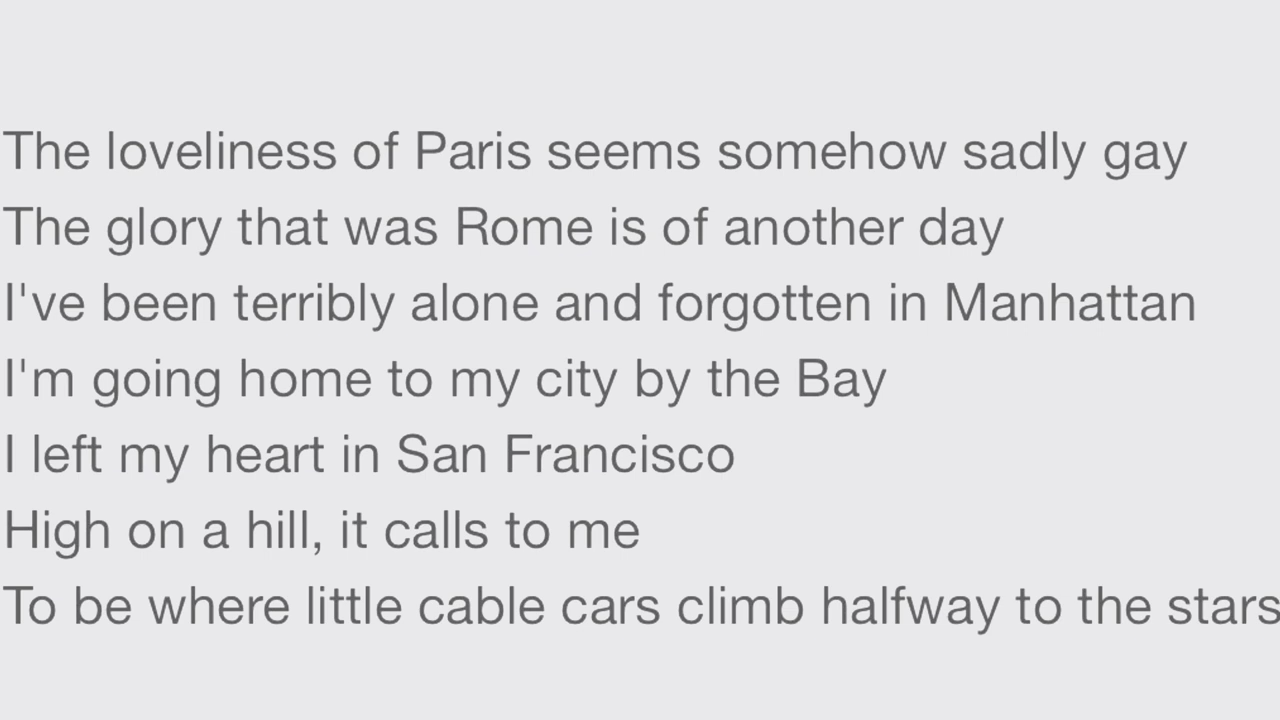 The loveliness of Paris seems somehow sadly gay
The glory that was Rome is of another day
I've been terribly alone and forgotten in Manhattan
I'm going home to my city by the Bay
I left my heart in San Francisco
High on a hill, it calls to me
To be where little cable cars climb halfway to the stars